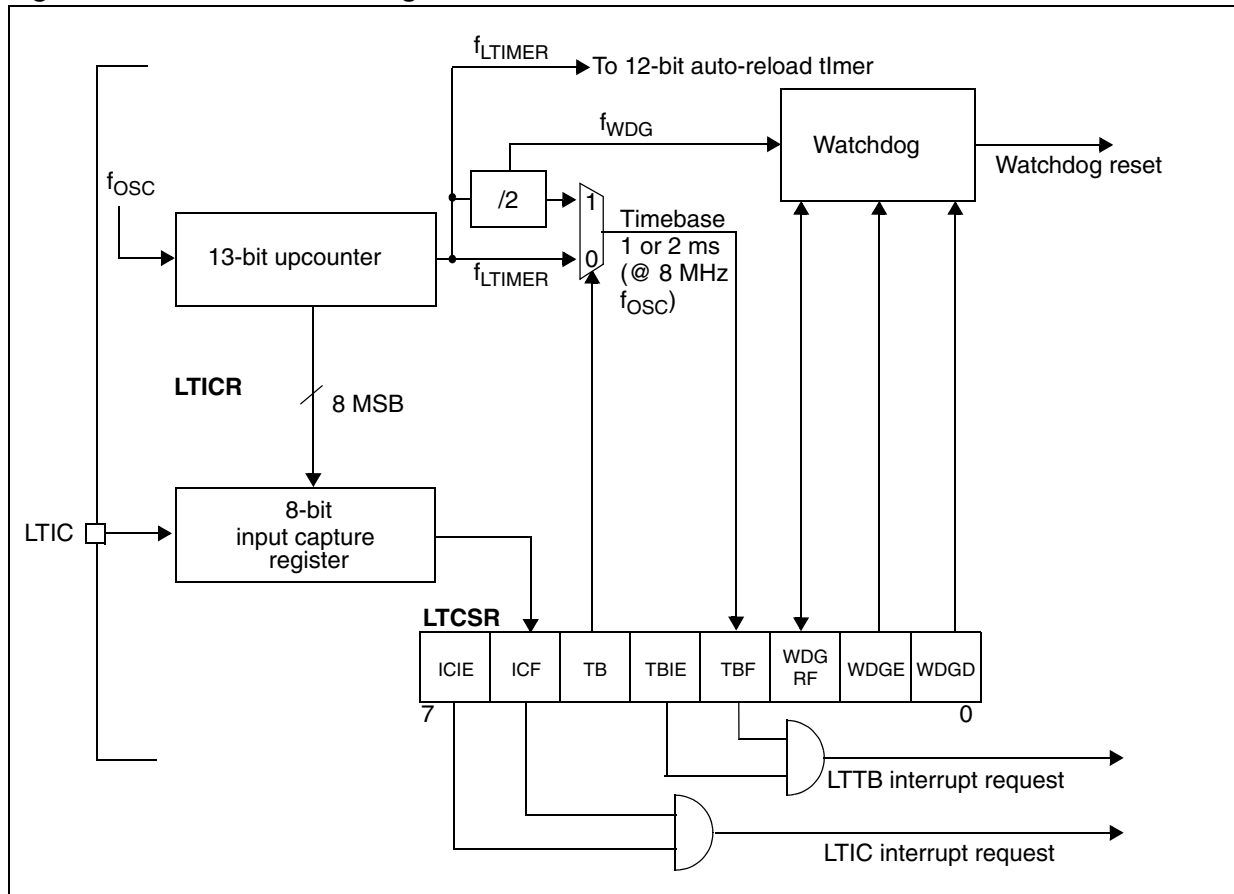 fLTIMER
To 12-bit auto-reload tImer
fWDG
Watchdog
Watchdog reset
fOSC
/2
1
Timebase
1 or 2 ms
(@ 8 MHz
fOSC)
0
13-bit upcounter
fLTIMER
LTICR
8 MSB
8-bit
input capture
register
LTIC
LTCSR
ICIE ICF TB TBIE TBF WDG RF WDGE WDGD
7 0
LTTB interrupt request
LTIC interrupt request